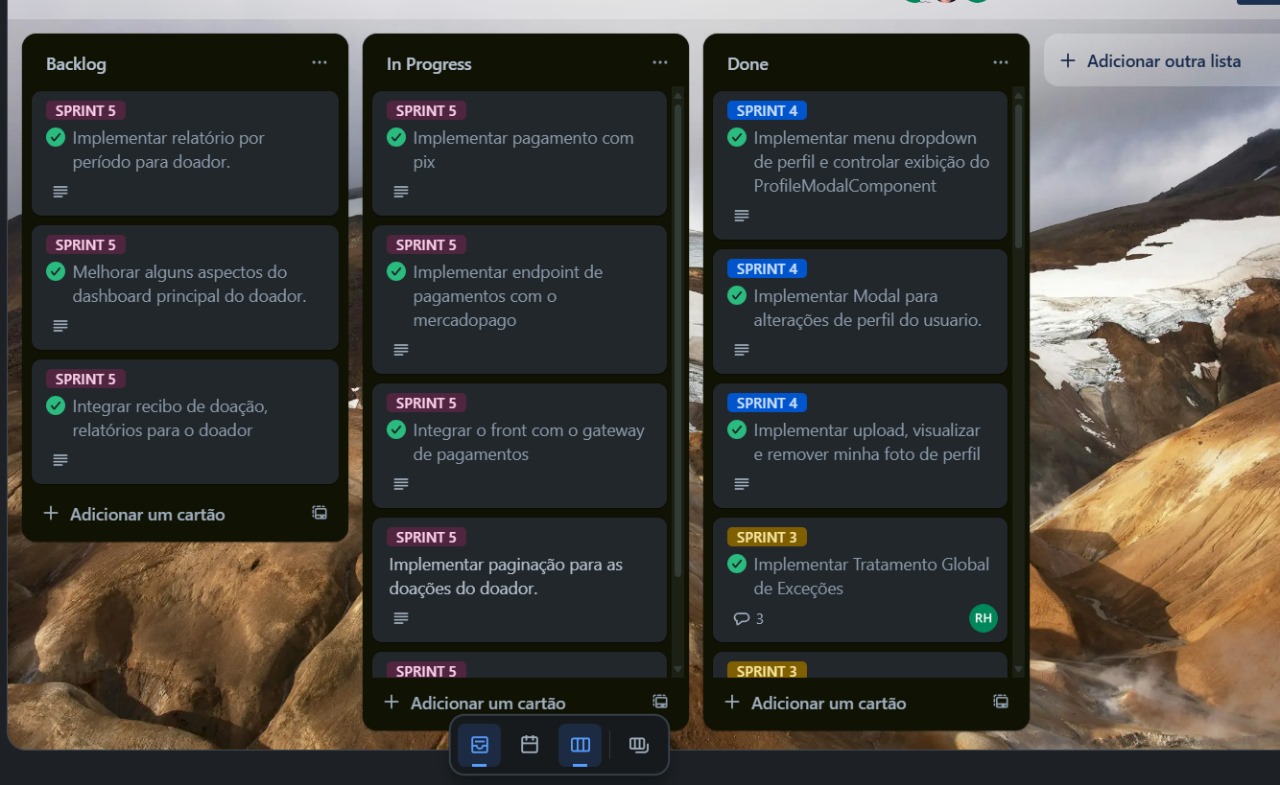 Backlog
SPRINT 5
Implementar relatório por
período para doador.
SPRINT 5
Melhorar alguns aspectos do
dashboard principal do doador.
SPRINT 5
Integrar recibo de doação,
relatórios para o doador
Adicionar um cartão
In Progress
SPRINT 5
Implementar pagamento com
pix
SPRINT 5
Implementar endpoint de
pagamentos com o
mercadopago
SPRINT 5
Integrar o front com o gateway
de pagamentos
SPRINT 5
Implementar paginação para as
doações do doador.
SPRINT 5
Adicionar um cartão
Done
SPRINT 4
Implementar menu dropdown
de perfil e controlar exibição do
ProfileModalComponent
SPRINT 4
Implementar Modal para
alterações de perfil do usuario.
SPRINT 4
Implementar upload, visualizar
e remover minha foto de perfil
SPRINT 3
Implementar Tratamento Global
de Exceções
3
RH
SPRINT 3
Adicionar um cartão
Adicionar outra lista